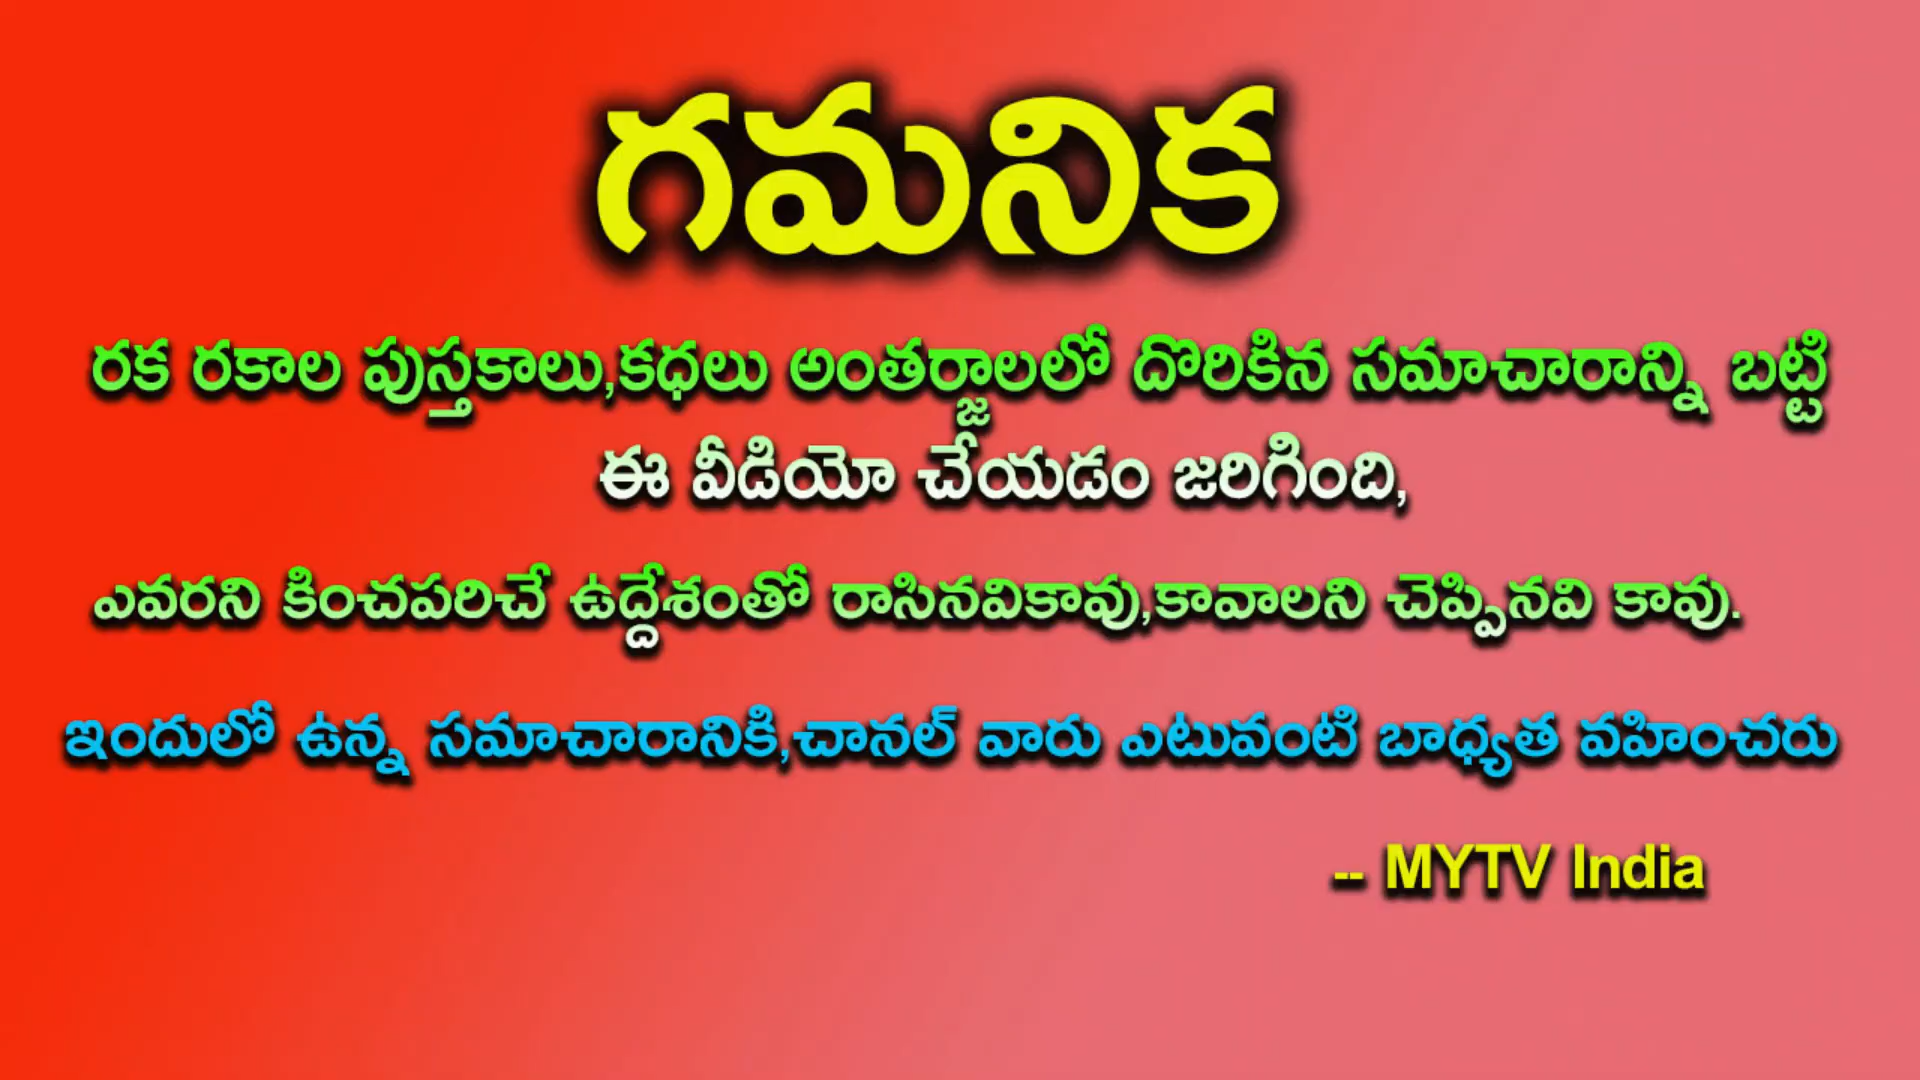 గమనిక
రక రకాల పుస్తకాలు,కధలు అంతర్జాలలో దొరికిన సమాచారాన్ని బట్టి
ఈ వీడియో చేయడం జరిగింది,
ఎవరని కించపరిచే ఉద్దేశంతో రాసినవికావు,కావాలని చెప్పినవి కావు.
ఇందులో ఉన్న సమాచారానికి,చానల్ వారు ఎటువంటి బాధ్యత వహించరు
-- MYTV India